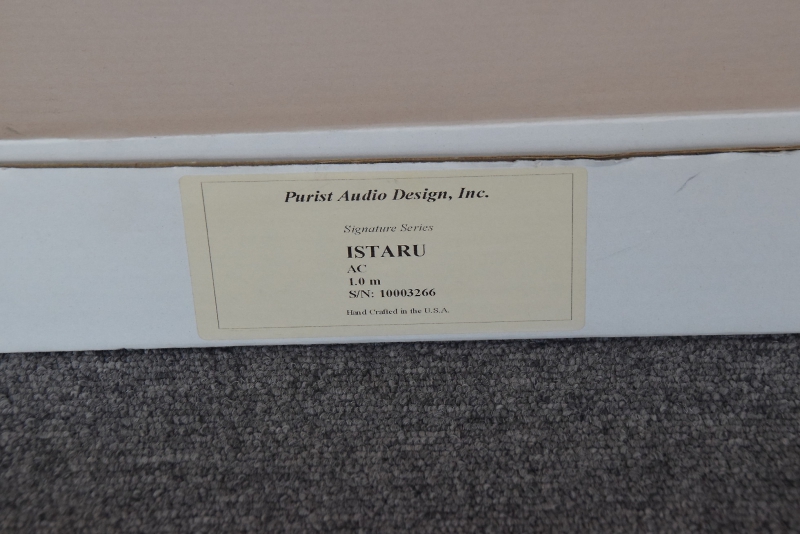 Purist Audio Design, Inc.
Signature Series
ISTARU
AC
1.0 m
S/N: 10003266
Hand Crafted in the U.S.A.